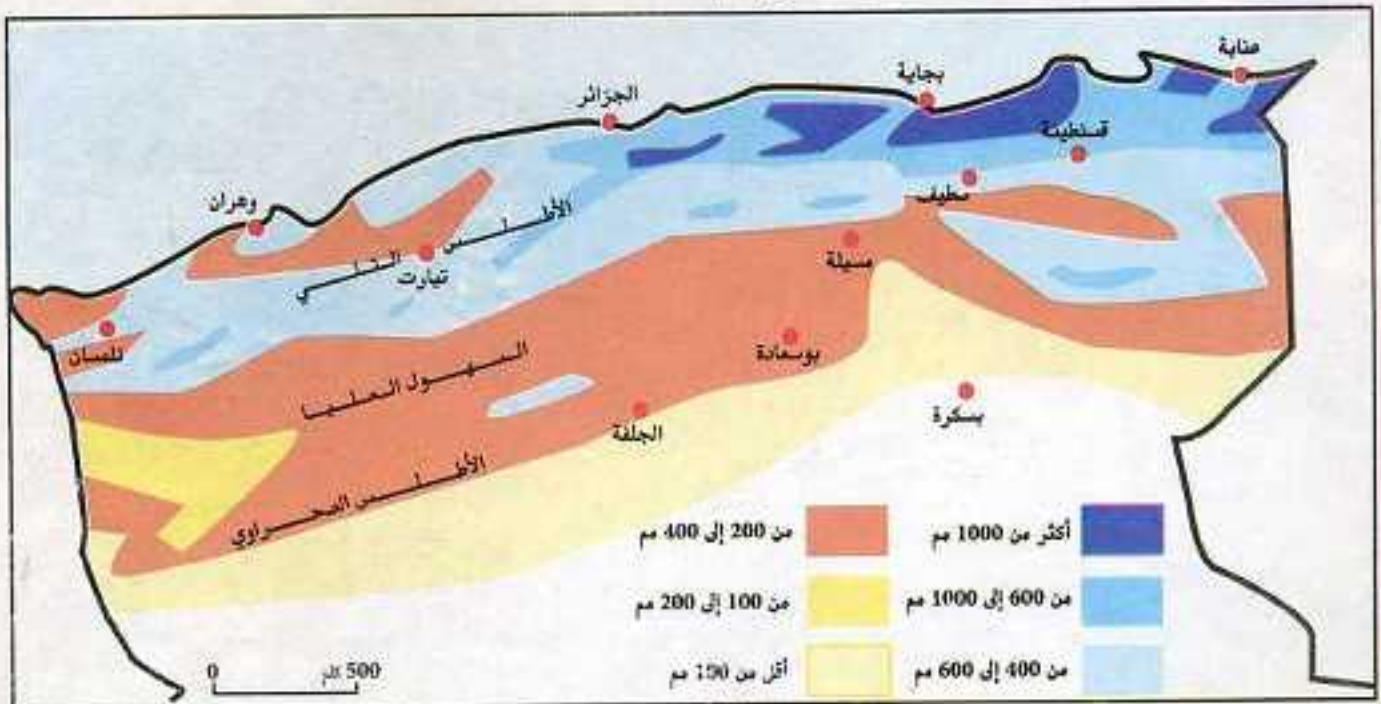 عنابة
بجاية
الجزائر
قسنطينة
سطيف
وهران
الأطلس التلي
تيارت
مسيلة
تلمسان
بوسعادة
السهول العليا
بسكرة
الجلفة
الأطلس الصحراوي
أكثر من 1000 مم
من 200 إلى 400 مم
من 600 إلى 1000 مم
من 100 إلى 200 مم
من 400 إلى 600 مم
أقل من 100 مم
0 500 كلم